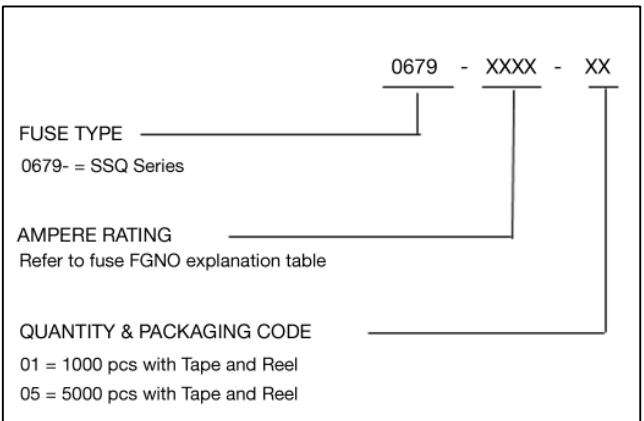 0679 - XXXX - XX
FUSE TYPE
0679- = SSQ Series
AMPERE RATING
Refer to fuse FGNO explanation table
QUANTITY & PACKAGING CODE
01 = 1000 pcs with Tape and Reel
05 = 5000 pcs with Tape and Reel